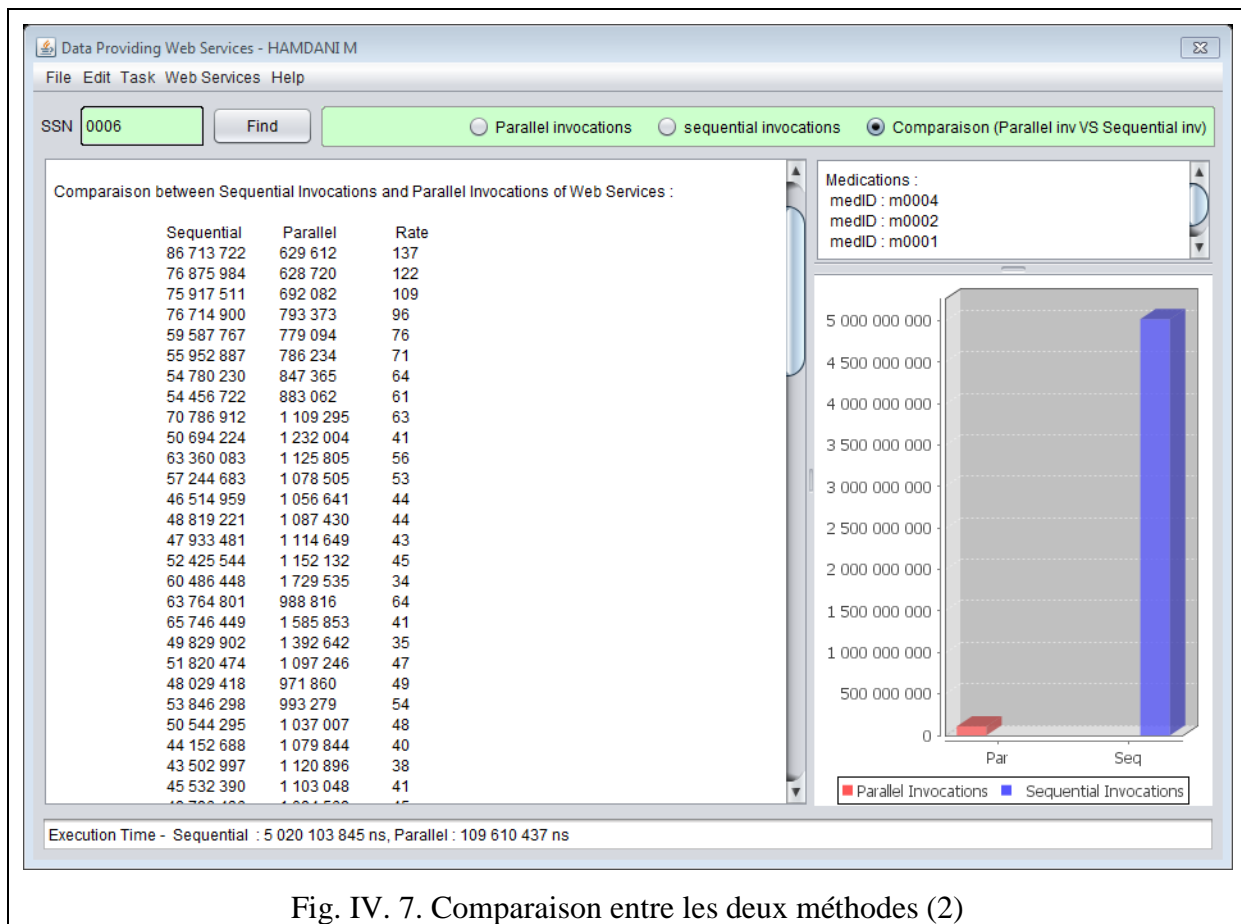 Data Providing Web Services - HAMDANI M
File Edit Task Web Services Help
SSN 0006 Find Parallel invocations sequential invocations Comparaison (Parallel inv VS Sequential inv)
Comparaison between Sequential Invocations and Parallel Invocations of Web Services :
Sequential Parallel Rate
86 713 722 629 612 137
76 875 984 628 720 122
75 917 511 692 082 109
76 714 900 793 373 96
59 587 767 779 094 76
55 952 887 786 234 71
54 780 230 847 365 64
54 456 722 883 062 61
70 786 912 1 109 295 63
50 694 224 1 232 004 41
63 360 083 1 125 805 56
57 244 683 1 078 505 53
46 514 959 1 056 641 44
48 819 221 1 087 430 44
47 933 481 1 114 649 43
52 425 544 1 152 132 45
60 486 448 1 729 535 34
63 764 801 988 816 64
65 746 449 1 585 853 41
49 829 902 1 392 642 35
51 820 474 1 097 246 47
48 029 418 971 860 49
53 846 298 993 279 54
50 544 295 1 037 007 48
44 152 688 1 079 844 40
43 502 997 1 120 896 38
45 532 390 1 103 048 41
Medications :
medID : m0004
medID : m0002
medID : m0001
5 000 000 000
4 500 000 000
4 000 000 000
3 500 000 000
3 000 000 000
2 500 000 000
2 000 000 000
1 500 000 000
1 000 000 000
500 000 000
0
Par Seq
Parallel Invocations Sequential Invocations
Execution Time - Sequential : 5 020 103 845 ns, Parallel : 109 610 437 ns
Fig. IV. 7. Comparaison entre les deux méthodes (2)